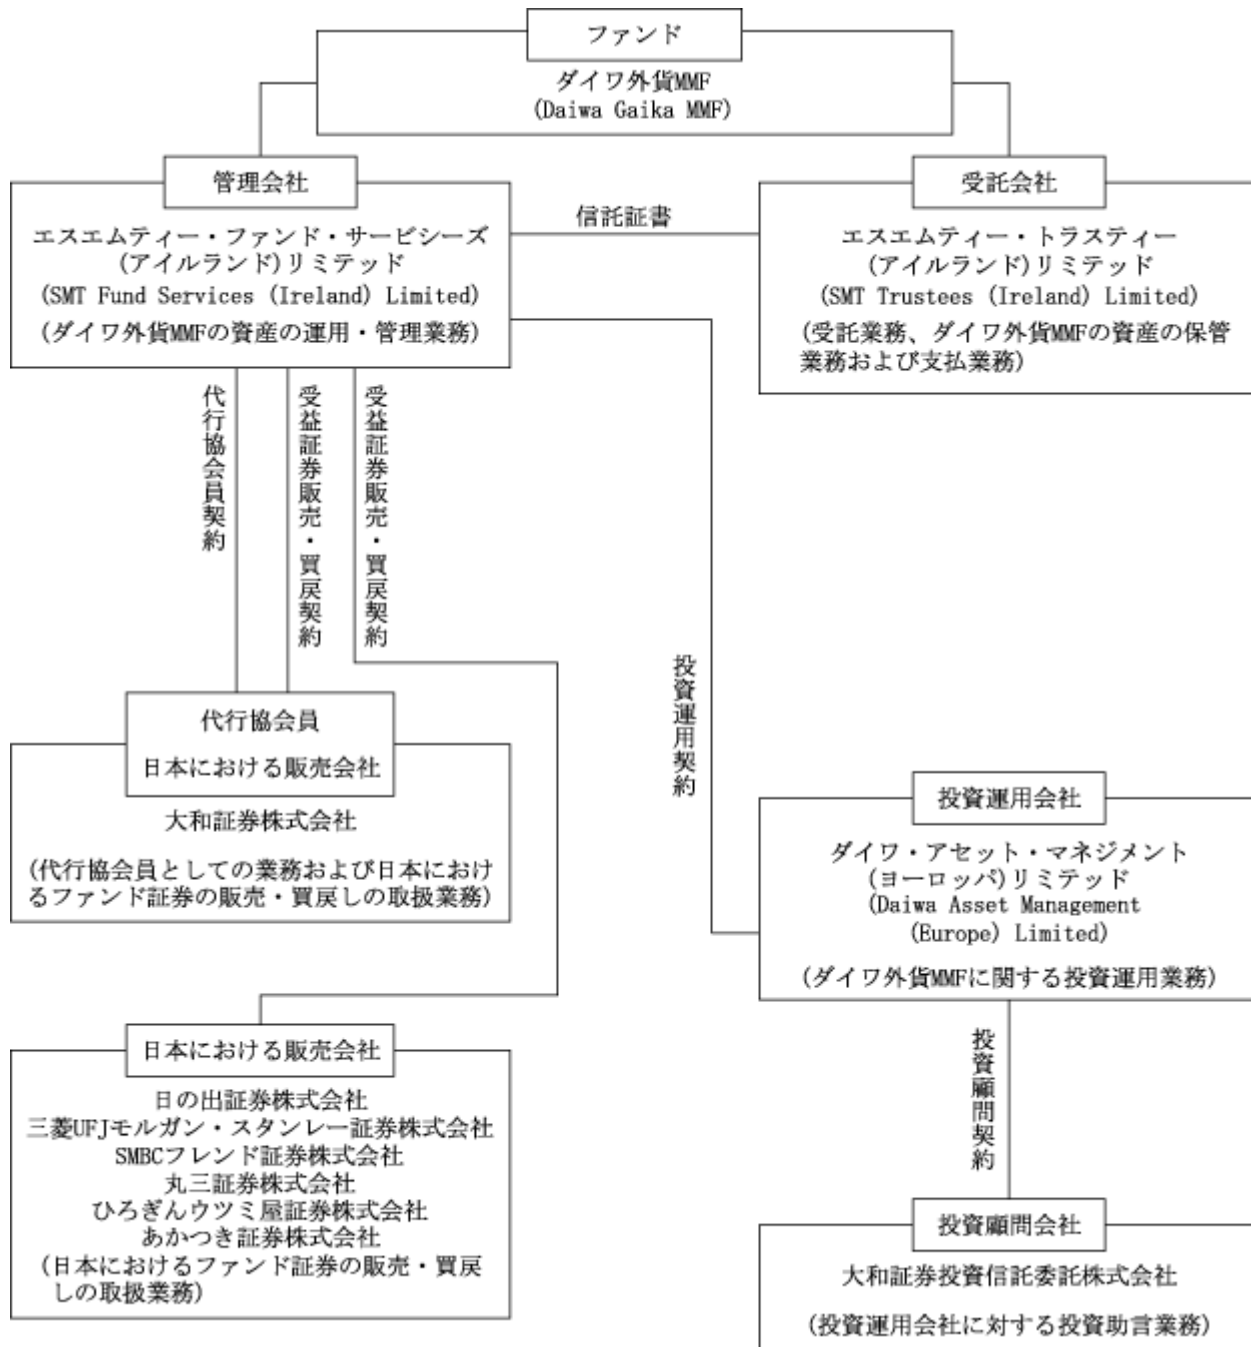 ファンド
ダイワ外貨MMF
(Daiwa Gaika MMF)
管理会社
エスエムティー・ファンド・サービシーズ
(アイルランド)リミテッド
(SMT Fund Services (Ireland) Limited)
(ダイワ外貨MMFの資産の運用・管理業務)
信託証書
受託会社
エスエムティー・トラスティー
(アイルランド)リミテッド
(SMT Trustees (Ireland) Limited)
(受託業務、ダイワ外貨MMFの資産の保管
業務および支払業務)
代行協会員契約
受益証券販売・買戻契約
受益証券販売・買戻契約
投資運用契約
代行協会員
日本における販売会社
大和証券株式会社
(代行協会員としての業務および日本におけ
るファンド証券の販売・買戻しの取扱業務)
投資運用会社
ダイワ・アセット・マネジメント
(ヨーロッパ)リミテッド
(Daiwa Asset Management
(Europe) Limited)
(ダイワ外貨MMFに関する投資運用業務)
日本における販売会社
日の出証券株式会社
三菱UFJモルガン・スタンレー証券株式会社
SMBCフレンド証券株式会社
丸三証券株式会社
ひろぎんウツミ屋証券株式会社
あかつき証券株式会社
(日本におけるファンド証券の販売・買戻
しの取扱業務)
投資顧問契約
投資顧問会社
大和証券投資信託委託株式会社
(投資運用会社に対する投資助言業務)